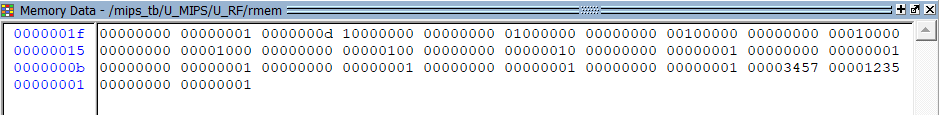 Memory Data - /mips_tb/U_MIPS/U_RF/rmem
0000001f 00000000 00000001 0000000d 10000000 00000000 01000000 00000000 00100000 00000000 00010000
00000015 00000000 00001000 00000000 00000100 00000000 00000010 00000000 00000001 00000000 00000001
0000000b 00000000 00000001 00000000 00000001 00000000 00000001 00000000 00000001 00003457 00001235
00000001 00000000 00000001